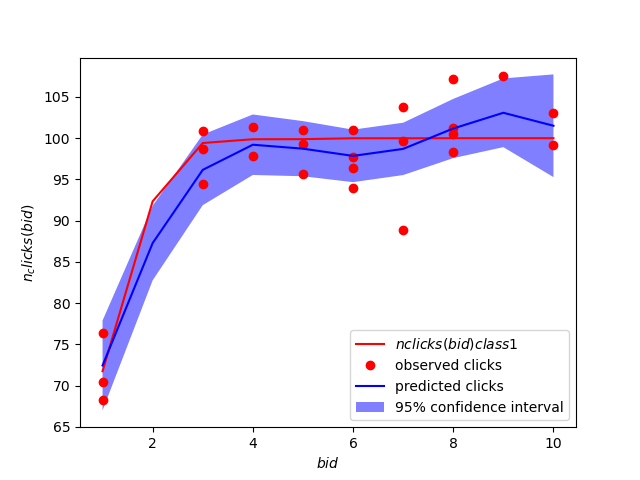 105
100
95
90
85
80
75
70
65
n_clicks(bid)
2
4
6
8
10
bid
nclicks(bid)class1
observed clicks
predicted clicks
95% confidence interval